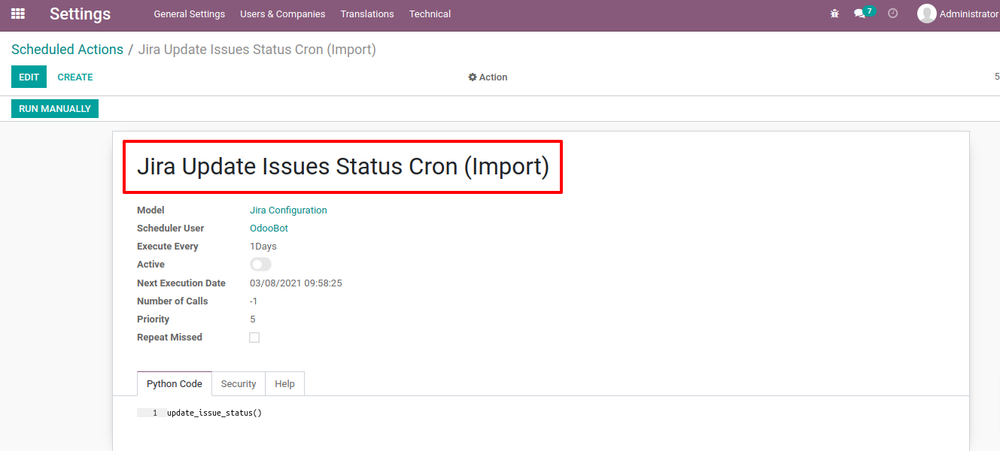 Settings General Settings Users & Companies Translations Technical 7 Administrator
Scheduled Actions / Jira Update Issues Status Cron (Import)
EDIT CREATE Action 5
RUN MANUALLY
Jira Update Issues Status Cron (Import)
Model Jira Configuration
Scheduler User OdooBot
Execute Every 1Days
Active
Next Execution Date 03/08/2021 09:58:25
Number of Calls -1
Priority 5
Repeat Missed
Python Code Security Help
1 update_issue_status()